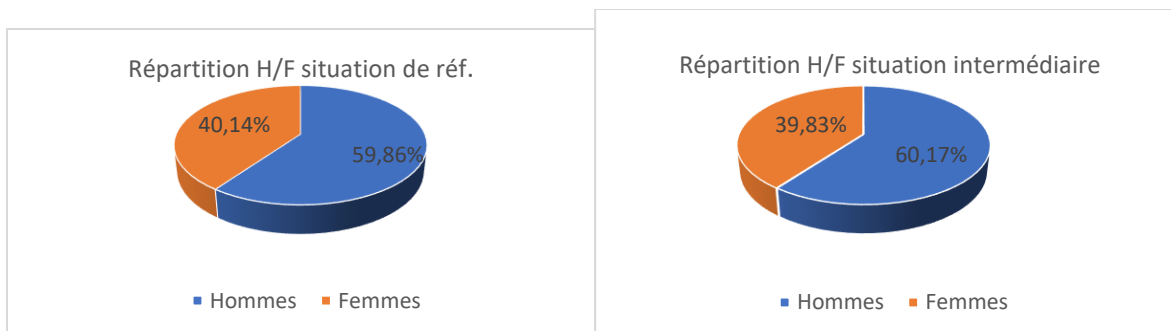 Répartition H/F situation de réf.
40,14%
59,86%
Hommes Femmes
Répartition H/F situation intermédiaire
39,83%
60,17%
Hommes Femmes